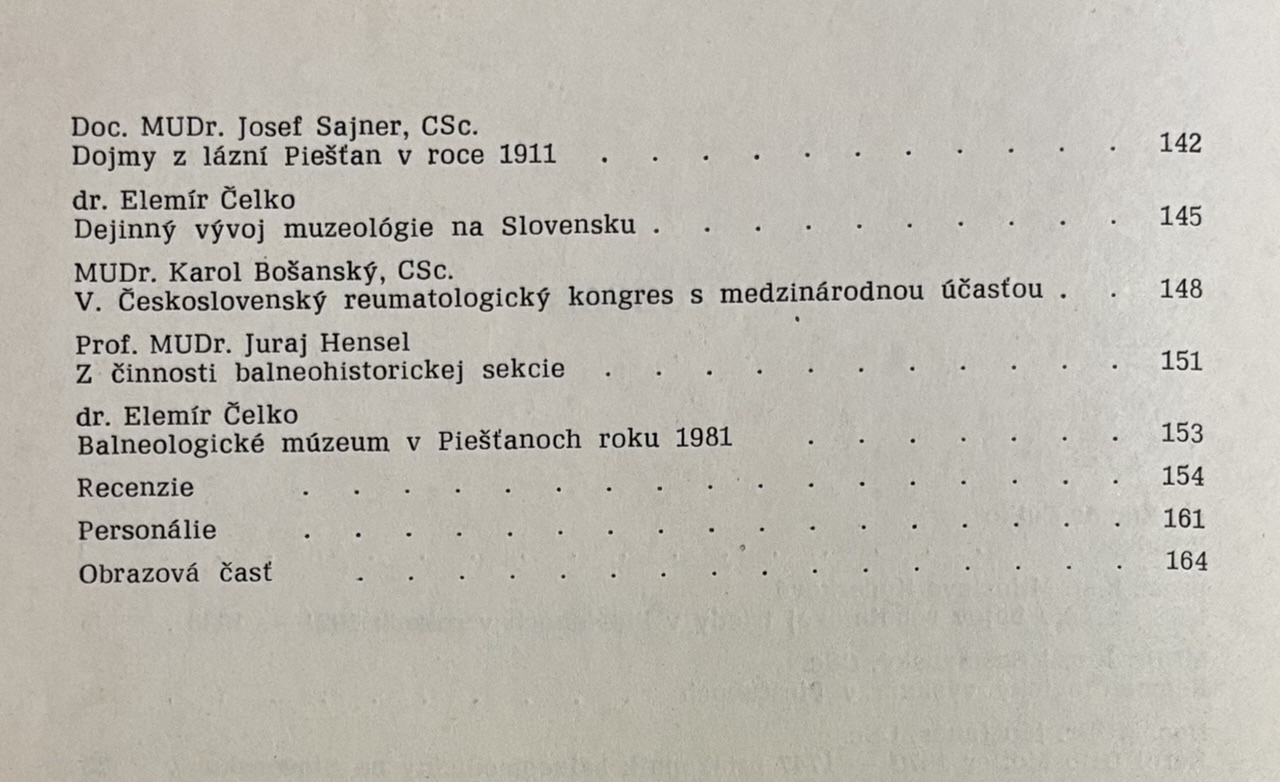 Doc. MUDr. Josef Sajner, CSc.
Dojmy z lázní Piešťan v roce 1911 . . . . . . . . . . . 142
dr. Elemír Čelko
Dejinný vývoj muzeológie na Slovensku . . . . . . . . . . 145
MUDr. Karol Bošanský, CSc.
V. Československý reumatologický kongres s medzinárodnou účasťou . . 148
Prof. MUDr. Juraj Hensel
Z činnosti balneohistorickej sekcie . . . . . . . . . . . 151
dr. Elemír Čelko
Balneologické múzeum v Piešťanoch roku 1981 . . . . . . . 153
Recenzie . . . . . . . . . . . . . . . . . 154
Personálie . . . . . . . . . . . . . . . . . 161
Obrazová časť . . . . . . . . . . . . . . . . 164